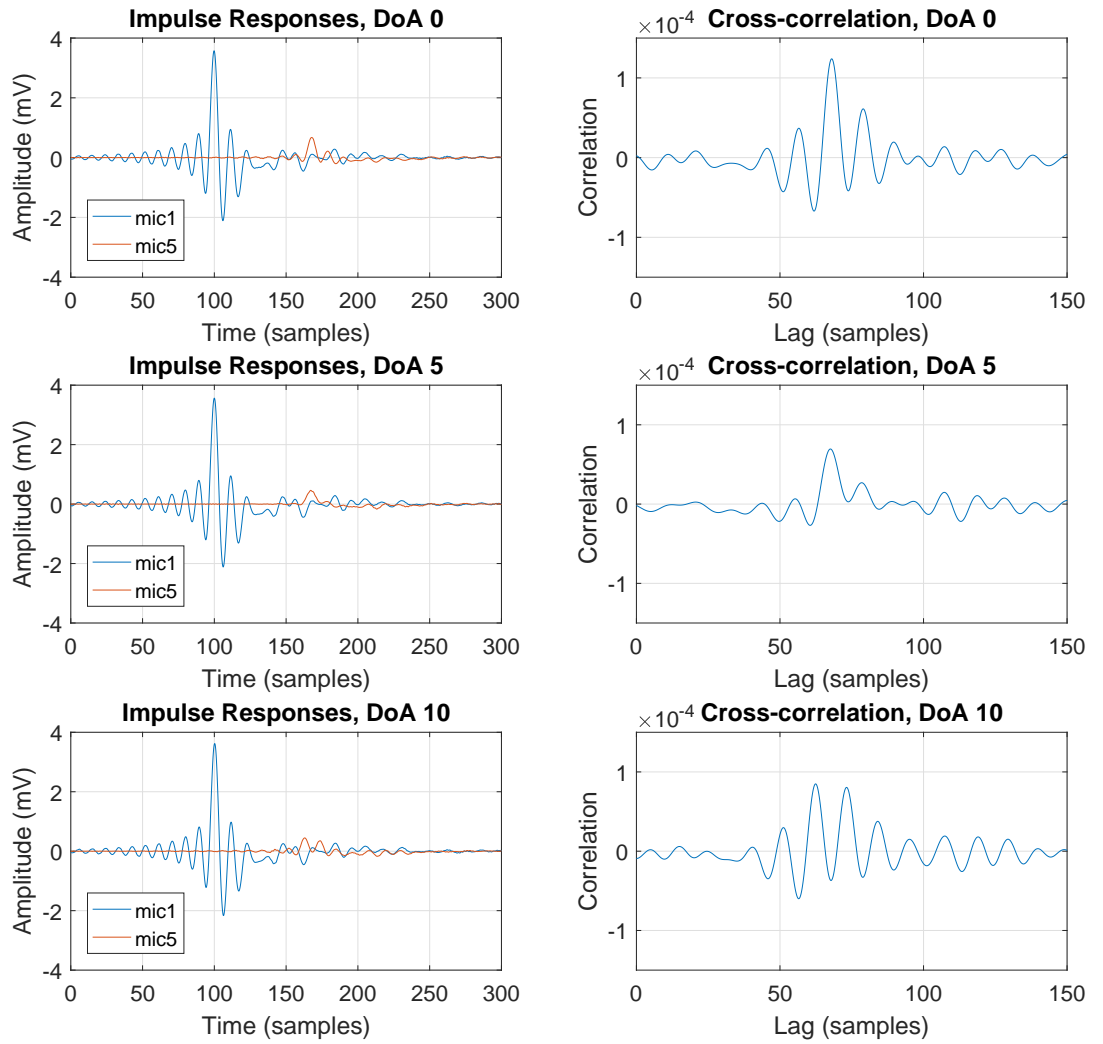 Impulse Responses, DoA 0
Amplitude (mV)
4
2
0
-2
-4
mic1
mic5
0 50 100 150 200 250 300
Time (samples)
×10-4 Cross-correlation, DoA 0
Correlation
1
0
-1
0 50 100 150
Lag (samples)
Impulse Responses, DoA 5
Amplitude (mV)
4
2
0
-2
-4
mic1
mic5
0 50 100 150 200 250 300
Time (samples)
×10-4 Cross-correlation, DoA 5
Correlation
1
0
-1
0 50 100 150
Lag (samples)
Impulse Responses, DoA 10
Amplitude (mV)
4
2
0
-2
-4
mic1
mic5
0 50 100 150 200 250 300
Time (samples)
×10-4 Cross-correlation, DoA 10
Correlation
1
0
-1
0 50 100 150
Lag (samples)